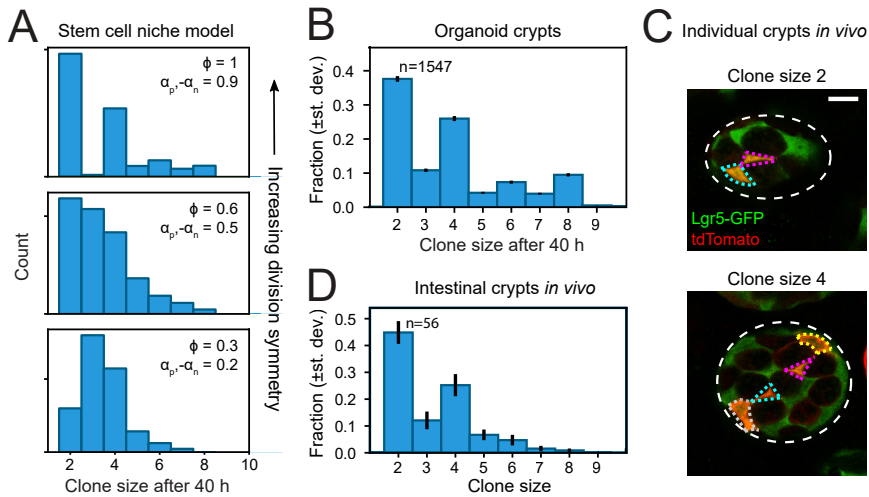 A
Stem cell niche model
ϕ = 1
αp,-αn = 0.9
ϕ = 0.6
αp,-αn = 0.5
ϕ = 0.3
αp,-αn = 0.2
Count
2 4 6 8 10
Clone size after 40 h
Increasing division symmetry
B
Organoid crypts
n=1547
Fraction (±st. dev.)
0.4
0.3
0.2
0.1
0.0
2 3 4 5 6 7 8 9
Clone size after 40 h
C
Individual crypts in vivo
Clone size 2
Lgr5-GFP
tdTomato
Clone size 4
D
Intestinal crypts in vivo
n=56
Fraction (±st. dev.)
0.5
0.4
0.3
0.2
0.1
0.0
2 3 4 5 6 7 8 9
Clone size